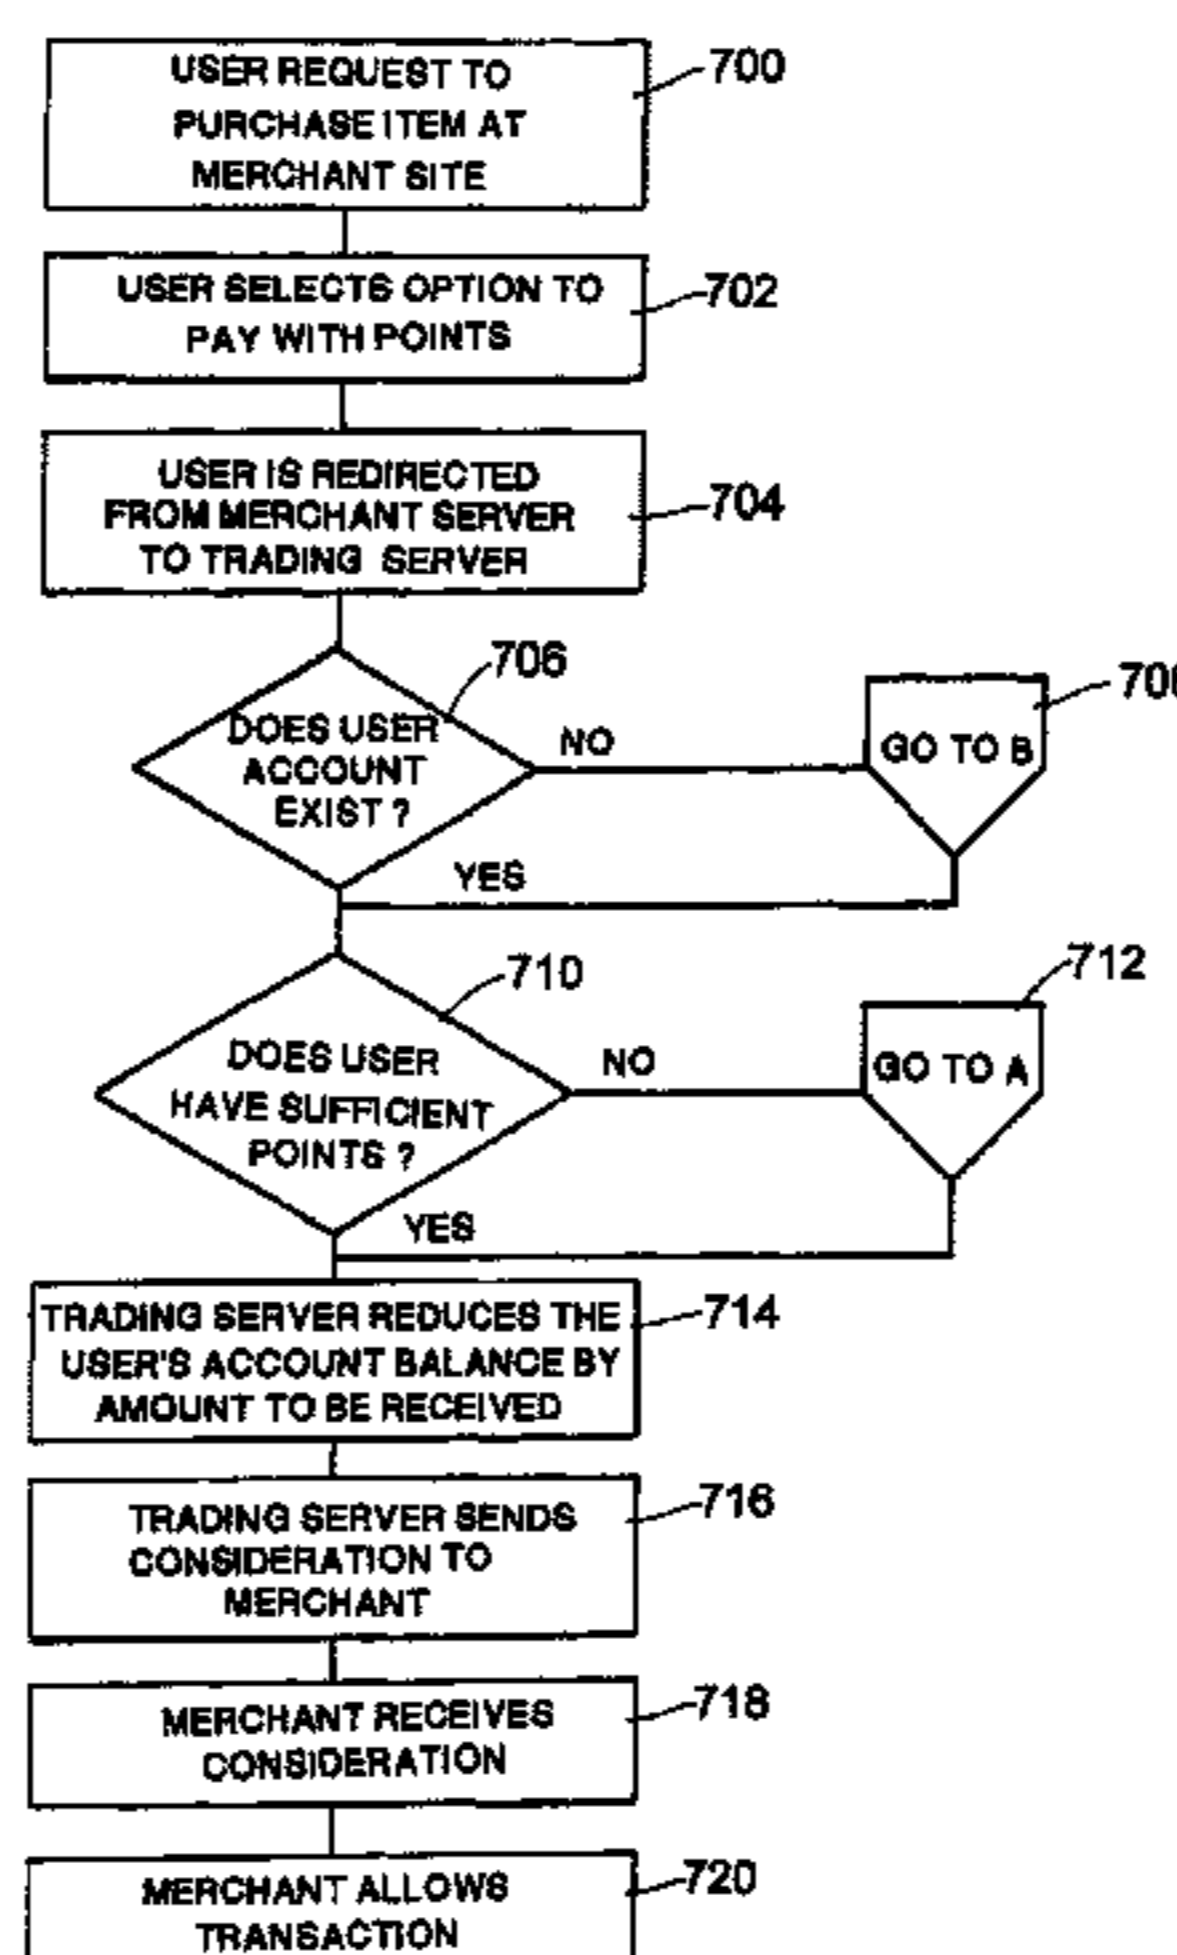 USER REQUEST TO
PURCHASE ITEM AT
MERCHANT SITE
700
USER SELECTS OPTION TO
PAY WITH POINTS
702
USER IS REDIRECTED
FROM MERCHANT SERVER
TO TRADING SERVER
704
706
DOES USER
ACCOUNT
EXIST ?
NO
GO TO B
YES
710
712
DOES USER
HAVE SUFFICIENT
POINTS ?
NO
GO TO A
YES
TRADING SERVER REDUCES THE
USER'S ACCOUNT BALANCE BY
AMOUNT TO BE RECEIVED
714
TRADING SERVER SENDS
CONSIDERATION TO
MERCHANT
716
MERCHANT RECEIVES
CONSIDERATION
718
MERCHANT ALLOWS
TRANSACTION
720